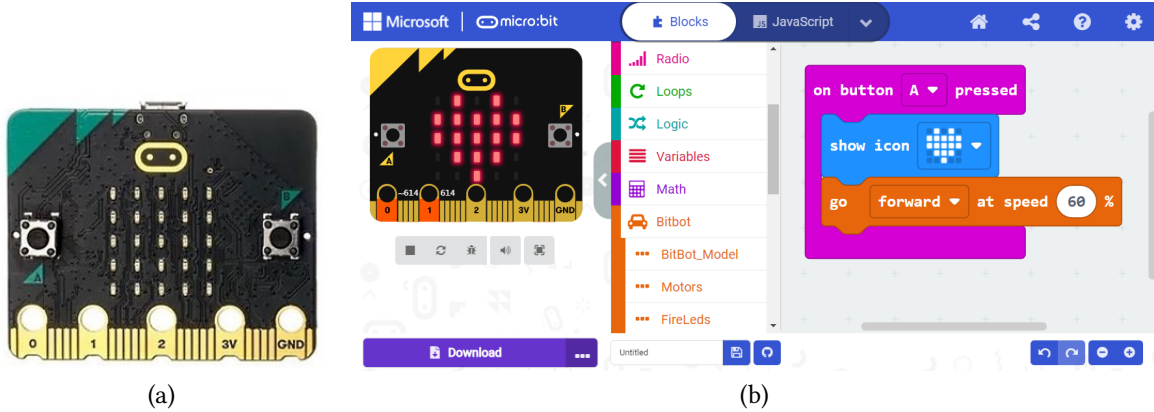 B
A
0 1 2 3V GND
(a)
Microsoft micro:bit
Blocks
JS JavaScript
B
A
~614 614
0 1 2 3V GND
Download
...
Radio
Loops
Logic
Variables
Math
Bitbot
BitBot_Model
Motors
FireLeds
Untitled
on button A pressed
show icon
go forward at speed 60 %
(b)